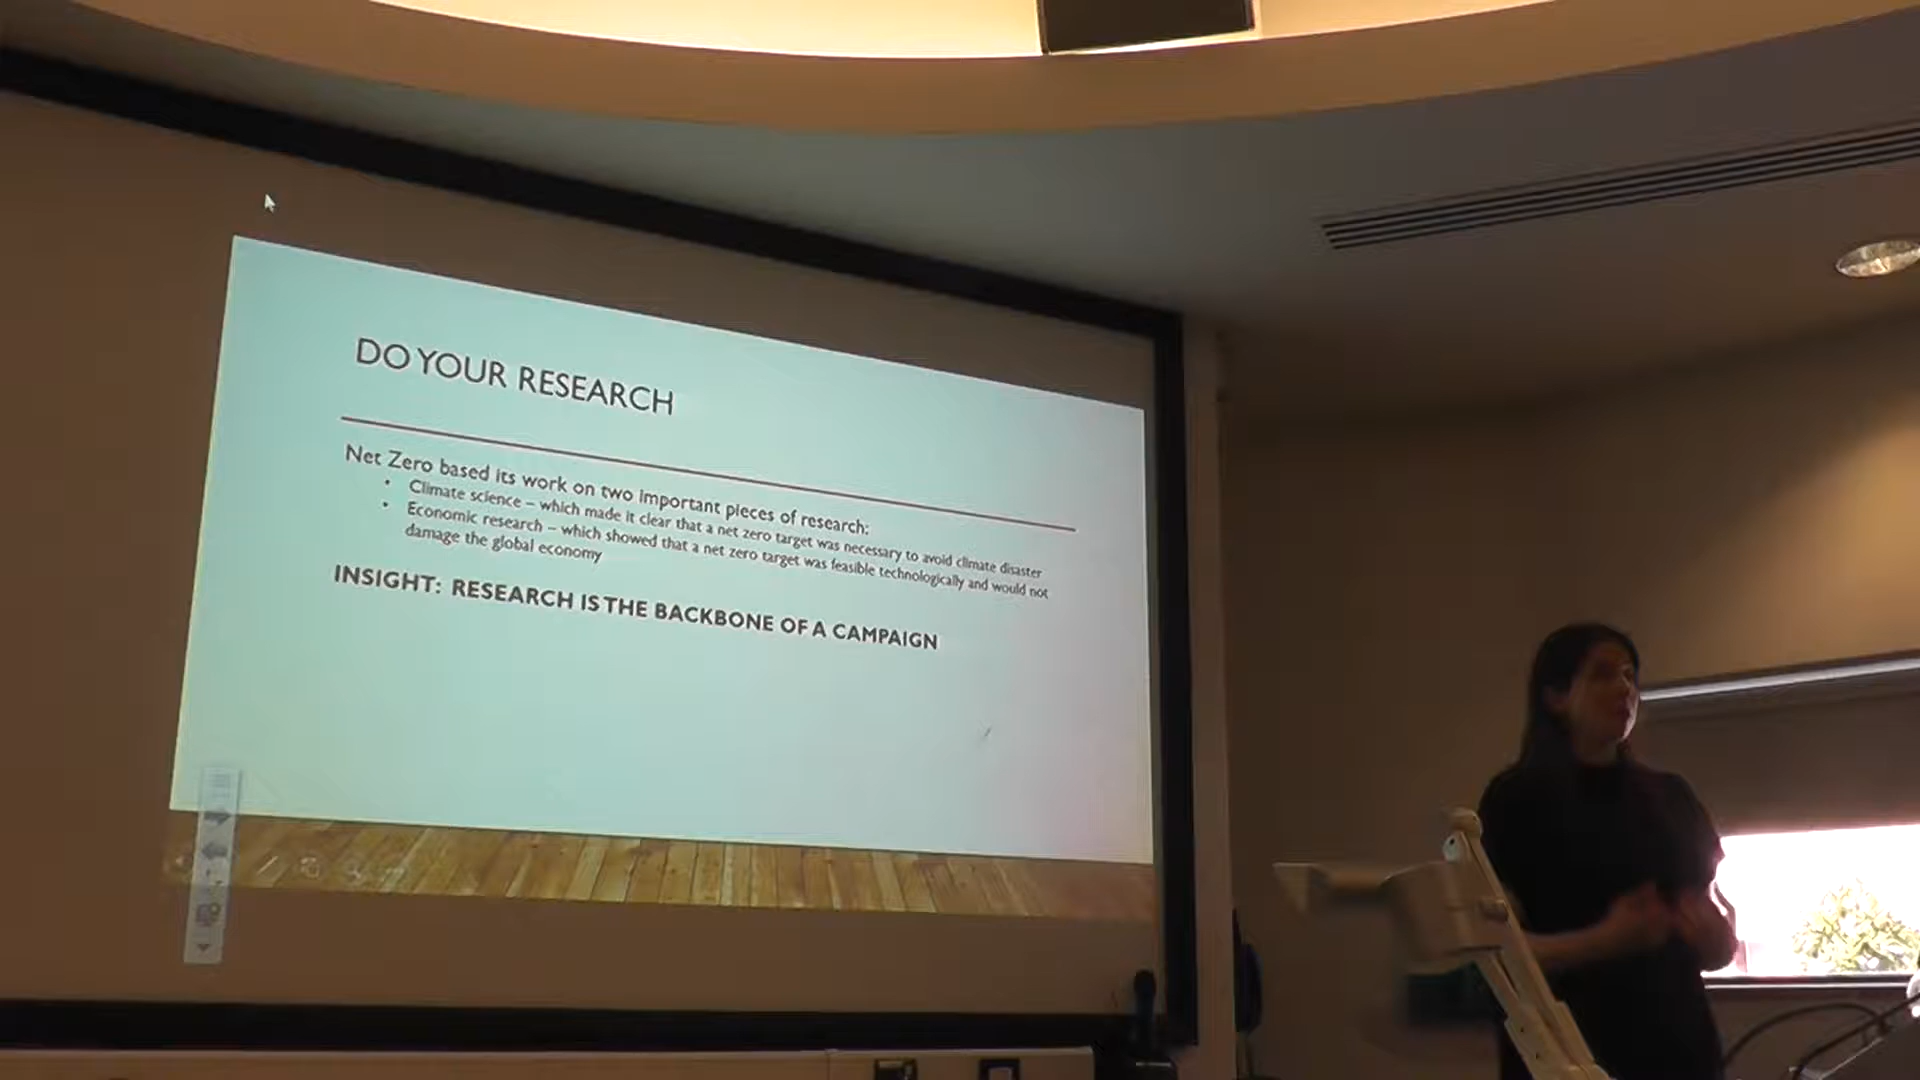 DO YOUR RESEARCH
Net Zero based its work on two important pieces of research:
• Climate science – which made it clear that a net zero target was necessary to avoid climate disaster
• Economic research – which showed that a net zero target was feasible technologically and would not
damage the global economy
INSIGHT: RESEARCH IS THE BACKBONE OF A CAMPAIGN